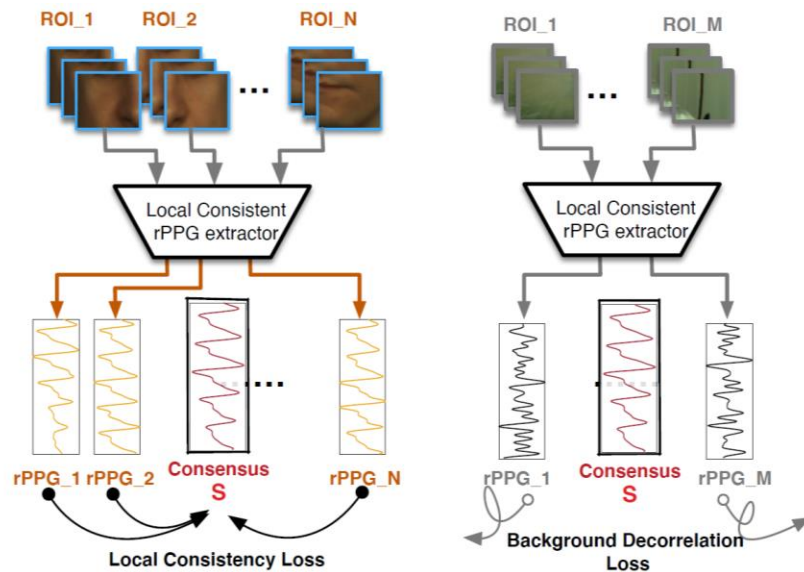 ROI_1 ROI_2 ROI_N
Local Consistent
rPPG extractor
rPPG_1 rPPG_2 Consensus rPPG_N
S
Local Consistency Loss
ROI_1 ROI_M
Local Consistent
rPPG extractor
rPPG_1 Consensus rPPG_M
S
Background Decorrelation
Loss